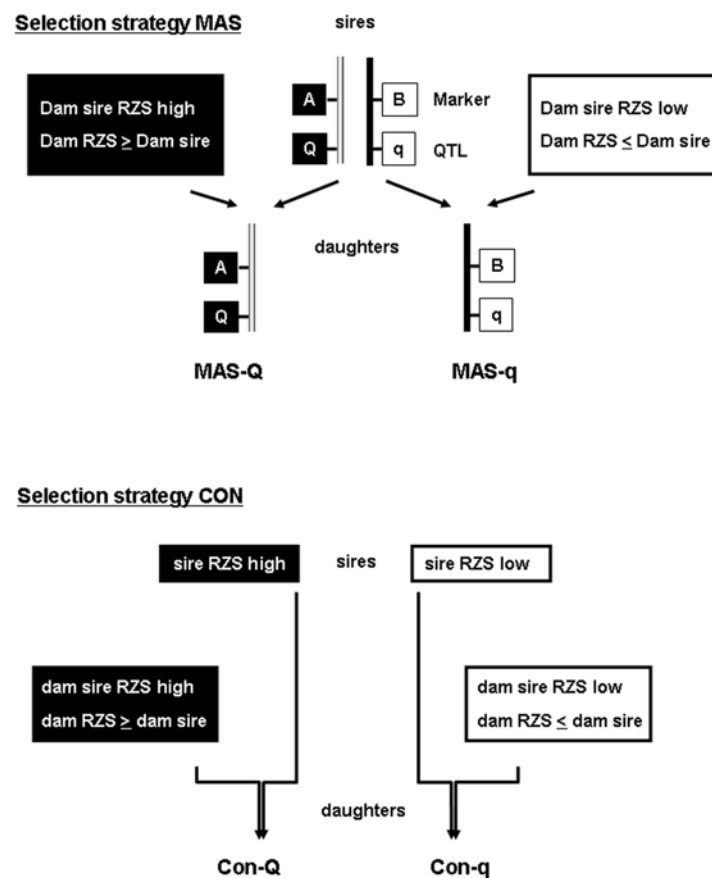 Selection strategy MAS
sires
Dam sire RZS high
Dam RZS ≥ Dam sire
A
B
Marker
Q
q
QTL
Dam sire RZS low
Dam RZS ≤ Dam sire
daughters
A
Q
B
q
MAS-Q
MAS-q
Selection strategy CON
sire RZS high
sires
sire RZS low
dam sire RZS high
dam RZS ≥ dam sire
dam sire RZS low
dam RZS ≤ dam sire
daughters
Con-Q
Con-q